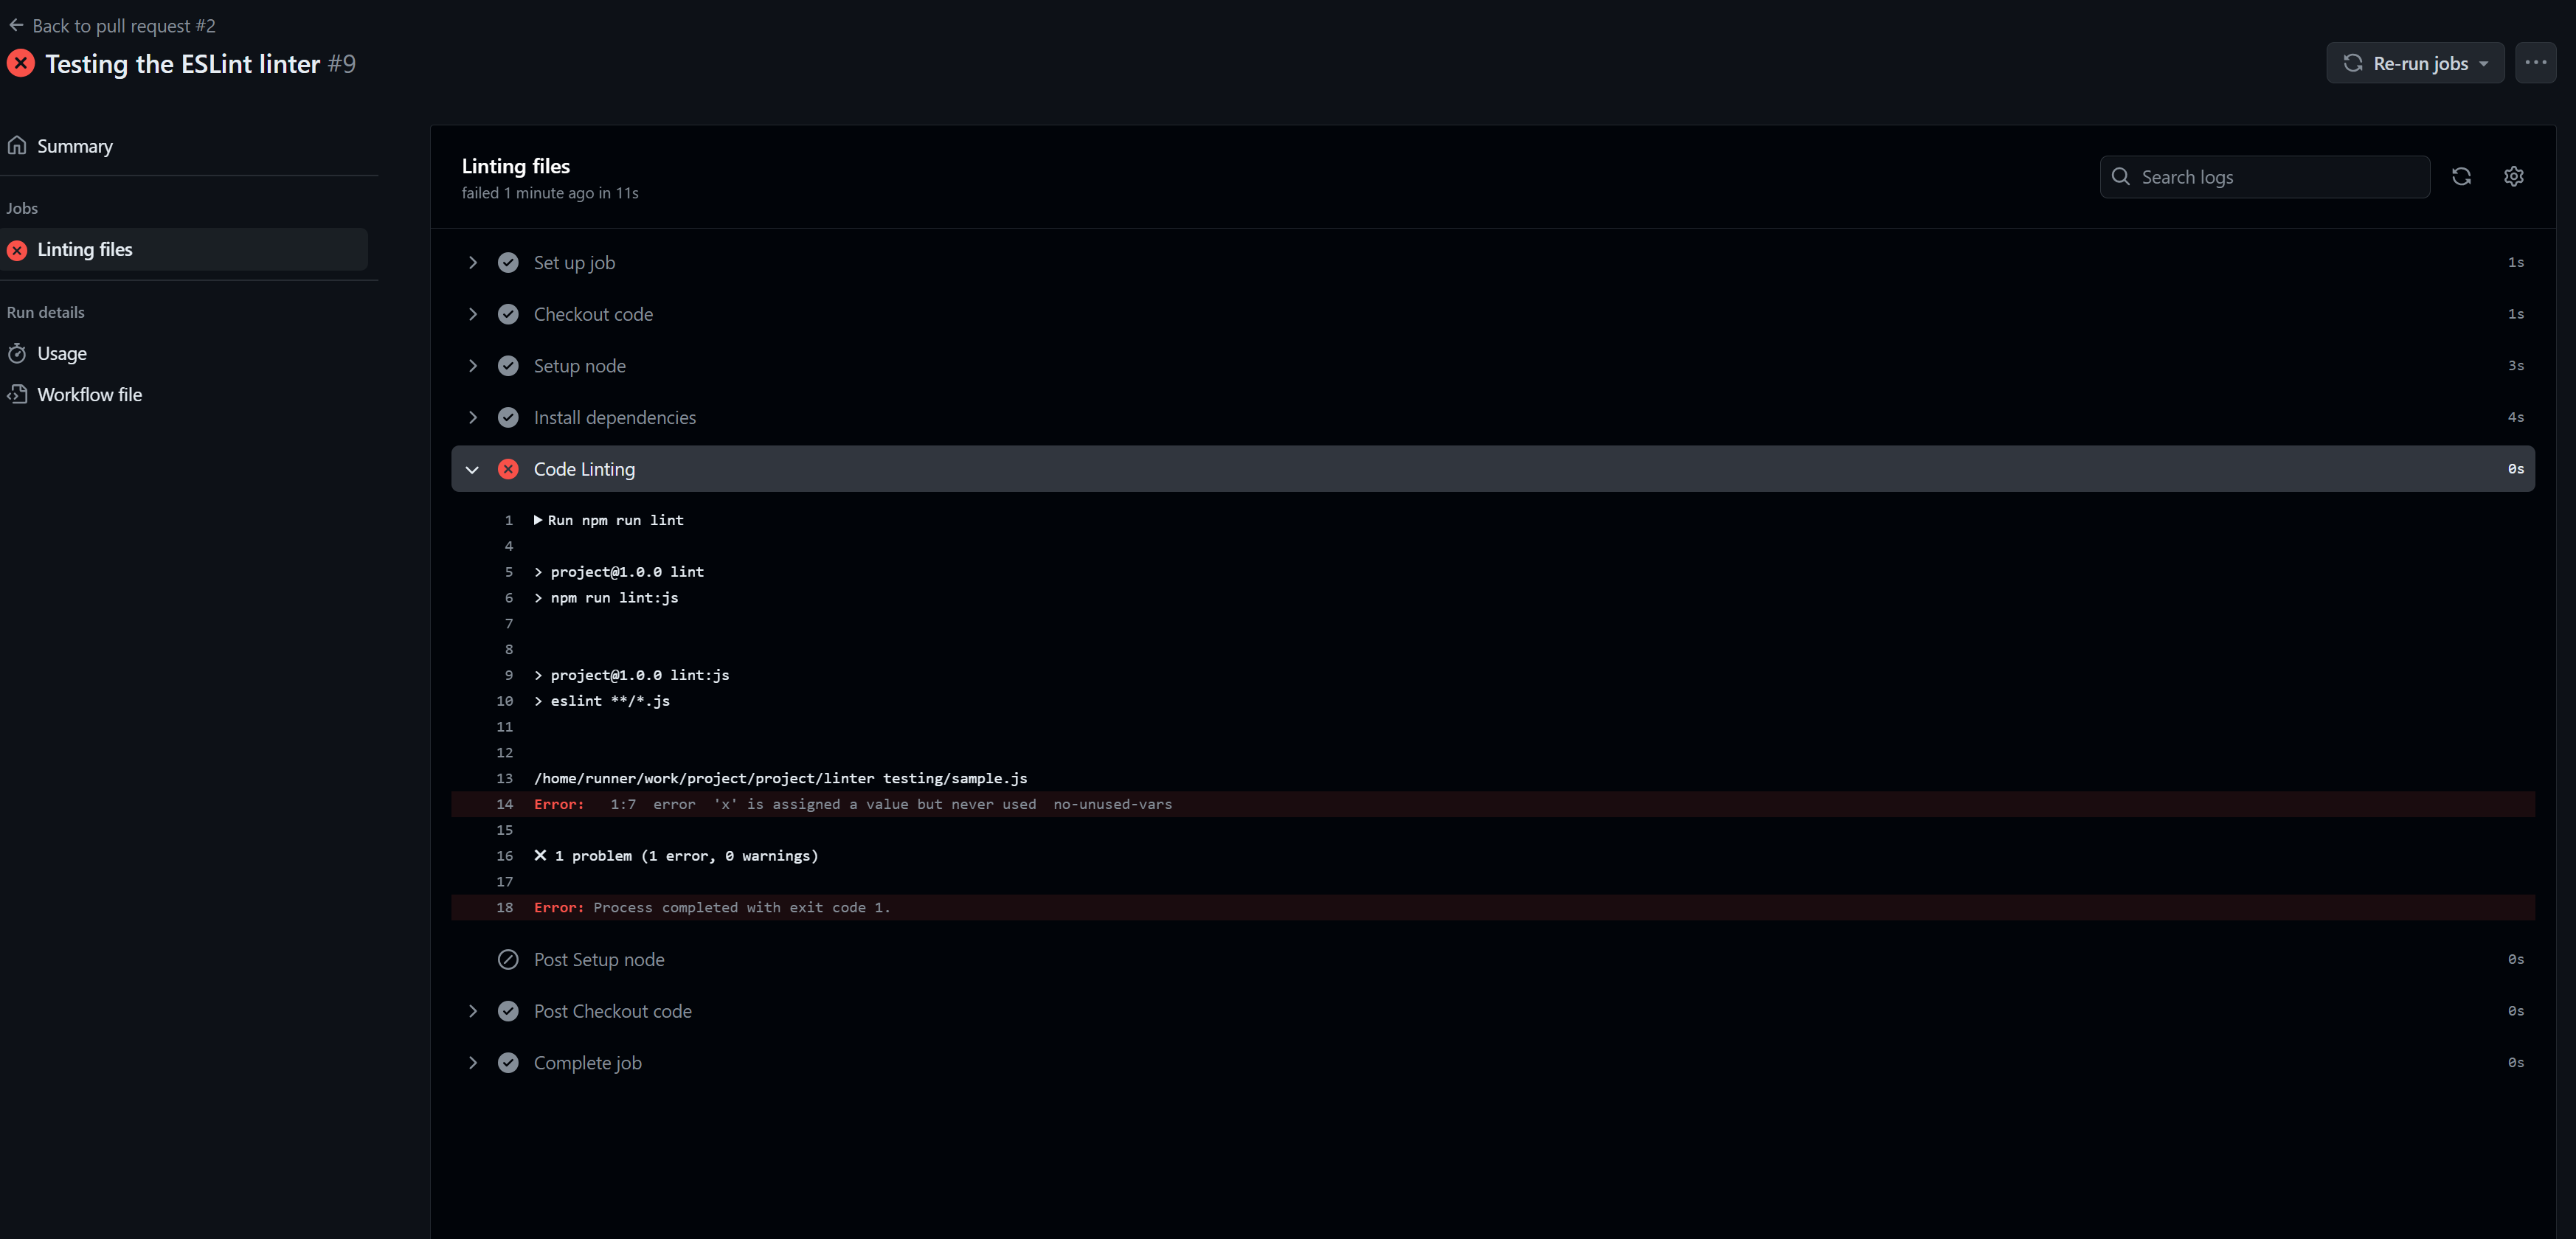 Back to pull request #2
Testing the ESLint linter #9
Re-run jobs
Summary
Jobs
Linting files
Run details
Usage
Workflow file
Linting files
failed 1 minute ago in 11s
Search logs
Set up job 1s
Checkout code 1s
Setup node 3s
Install dependencies 4s
Code Linting 0s
1 Run npm run lint
4
5 > project@1.0.0 lint
6 > npm run lint:js
7
8
9 > project@1.0.0 lint:js
10 > eslint **/*.js
11
12
13 /home/runner/work/project/project/linter testing/sample.js
14 Error: 1:7 error 'x' is assigned a value but never used no-unused-vars
15
16 ✖ 1 problem (1 error, 0 warnings)
17
18 Error: Process completed with exit code 1.
Post Setup node 0s
Post Checkout code 0s
Complete job 0s